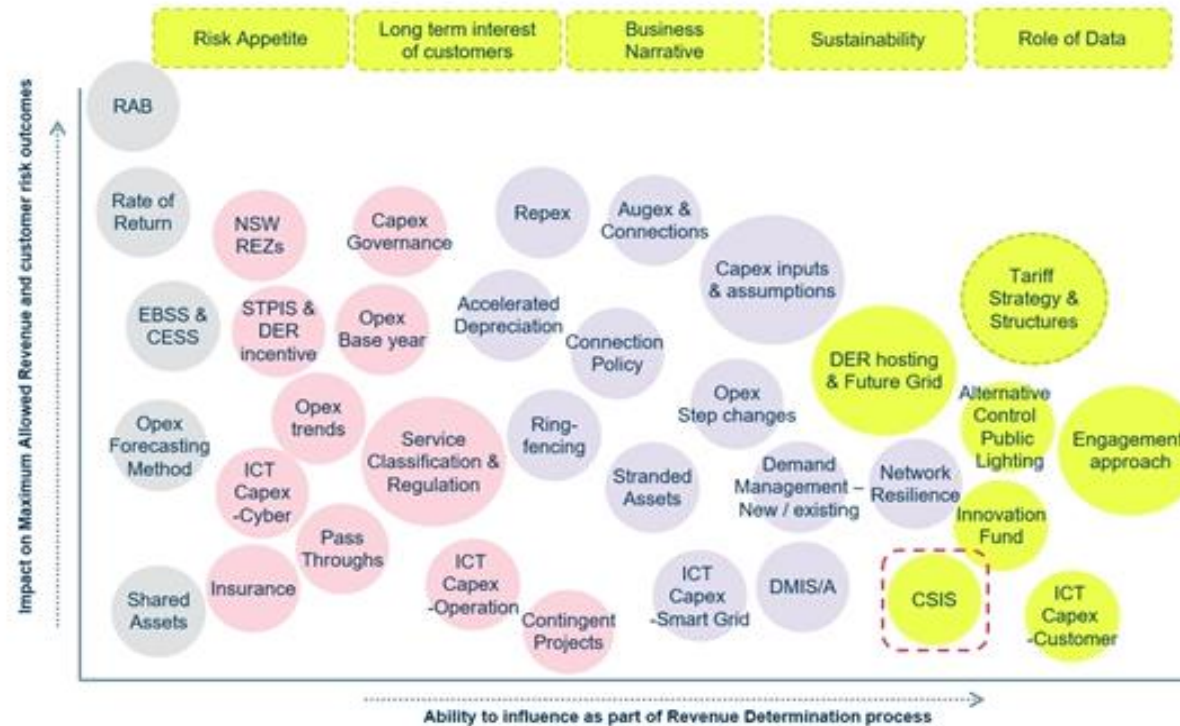 Risk Appetite
Long term interest
of customers
Business
Narrative
Sustainability
Role of Data
Impact on Maximum Allowed Revenue and customer risk outcomes
RAB
Rate of
Return
NSW
REZs
Capex
Governance
Repex
Augex &
Connections
Capex inputs
& assumptions
Tariff
Strategy &
Structures
EBSS &
CESS
STPIS &
DER
incentive
Opex
Base year
Accelerated
Depreciation
Connection
Policy
DER hosting
& Future Grid
Opex
Forecasting
Method
Opex
trends
Service
Classification &
Regulation
Ring-
fencing
Opex
Step changes
Alternative
Control
Public
Lighting
Engagement
approach
ICT
Capex
-Cyber
Stranded
Assets
Demand
Management –
New / existing
Network
Resilience
Innovation
Fund
Pass
Throughs
Shared
Assets
Insurance
ICT
Capex
-Operation
Contingent
Projects
ICT
Capex
-Smart Grid
DMIS/A
CSIS
ICT
Capex
-Customer
Ability to influence as part of Revenue Determination process